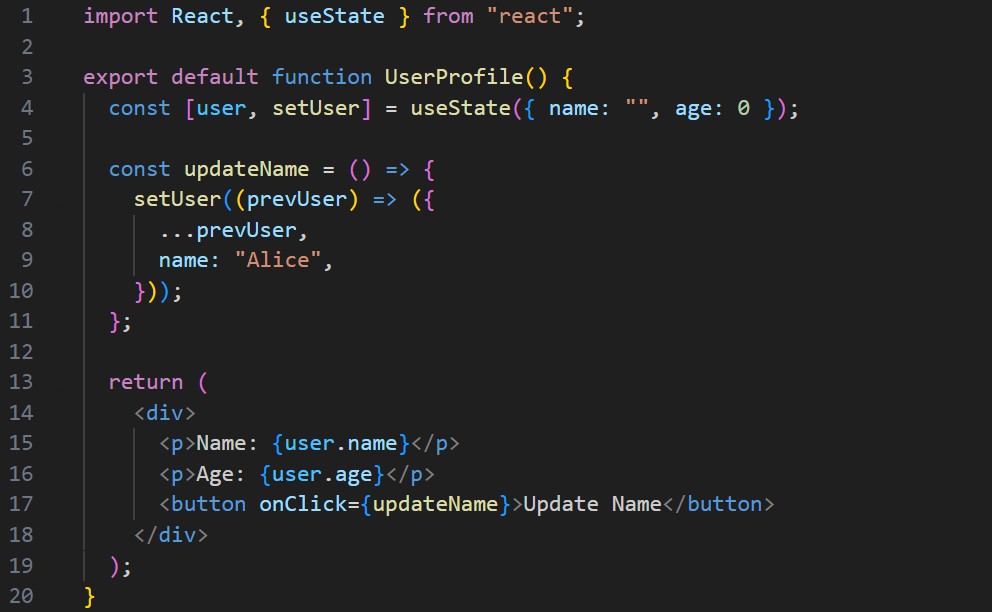 1 import React, { useState } from "react";
2
3 export default function UserProfile() {
4   const [user, setUser] = useState({ name: "", age: 0 });
5
6   const updateName = () => {
7     setUser((prevUser) => ({
8       ...prevUser,
9       name: "Alice",
10     }));
11   };
12
13   return (
14     <div>
15       <p>Name: {user.name}</p>
16       <p>Age: {user.age}</p>
17       <button onClick={updateName}>Update Name</button>
18     </div>
19   );
20 }